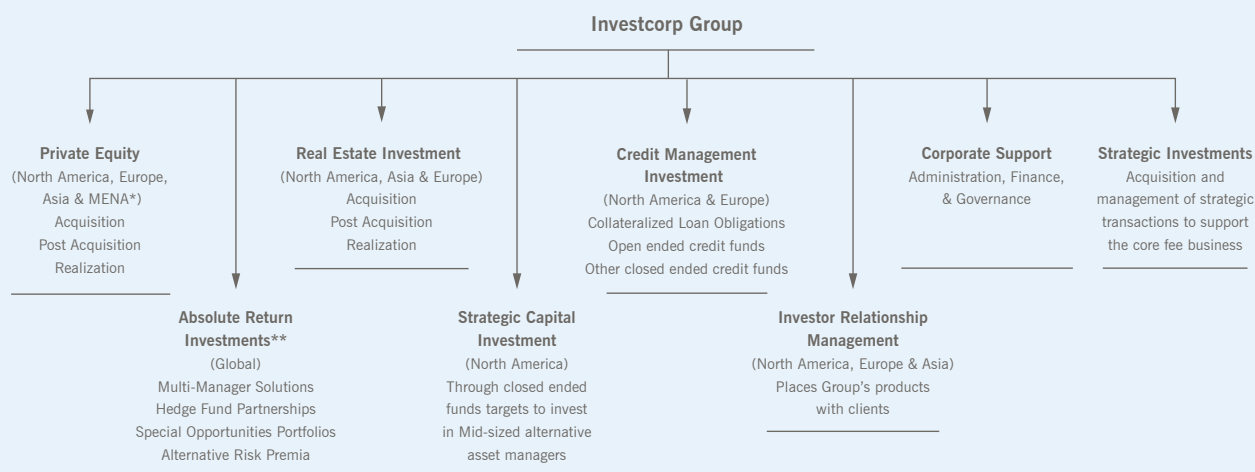 Investcorp Group
Private Equity
(North America, Europe,
Asia & MENA*)
Acquisition
Post Acquisition
Realization
Absolute Return
Investments**
(Global)
Multi-Manager Solutions
Hedge Fund Partnerships
Special Opportunities Portfolios
Alternative Risk Premia
Real Estate Investment
(North America, Asia & Europe)
Acquisition
Post Acquisition
Realization
Strategic Capital
Investment
(North America)
Through closed ended
funds targets to invest
in Mid-sized alternative
asset managers
Credit Management
Investment
(North America & Europe)
Collateralized Loan Obligations
Open ended credit funds
Other closed ended credit funds
Investor Relationship
Management
(North America, Europe & Asia)
Places Group's products
with clients
Corporate Support
Administration, Finance,
& Governance
Strategic Investments
Acquisition and
management of strategic
transactions to support
the core fee business